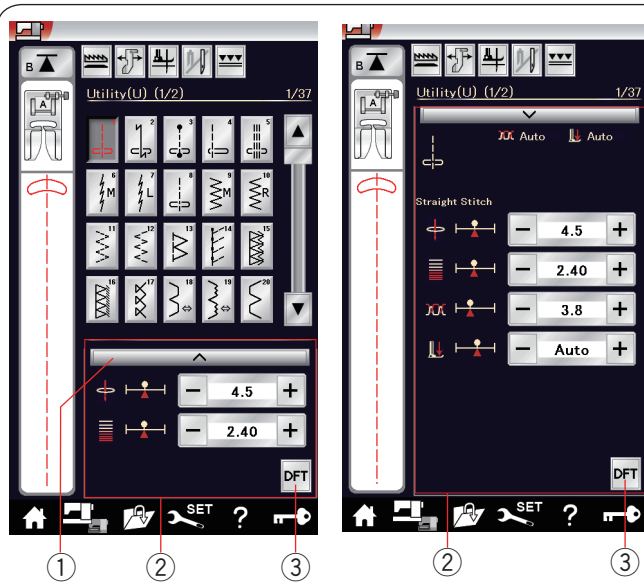 B
Utility(U) (1/2) 1/37
A
2 3 4 5
6 M 7 L 8 9 M 10 R
11 12 13 14 15
16 17 18 19 20
4.5
2.40
DFT
SET ?
① ② ③
B
Utility(U) (1/2) 1/37
A
Auto Auto
Straight Stitch
4.5
2.40
3.8
Auto
DFT
SET ?
② ③